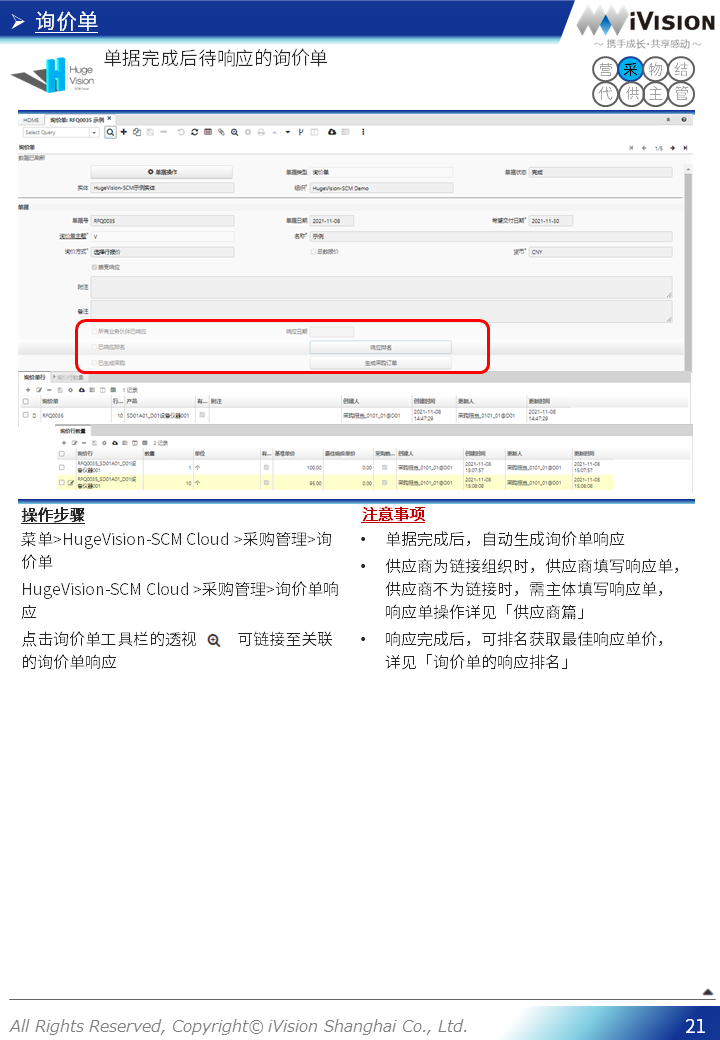 询价单
iVISION
～ 携手成长·共享感动 ～
单据完成后待响应的询价单
Huge Vision
SCM Cloud
营 采 物 结
代 供 主 管
HOME 询价单: RFQ0035 示例
Select Query
询价单 1/5
数据已刷新
单据操作 单据类型 询价单 单据状态 完成
实体 HugeVision-SCM示例实体 组织* HugeVision-SCM Demo
单据
单据号 RFQ0035 单据日期 2021-11-08 希望交付日期* 2021-11-30
询价单主题* V 名称* 示例
询价方式* 选择行报价 总数报价 货币* CNY
接受响应
附注
备注
所有业务伙伴已响应 响应日期
已响应排名 响应排名
已生成采购 生成采购订单
询价单行 询价行数量
1 记录
询价单 行... 产品 有... 附注 创建人 创建时间 更新人 更新时间
RFQ0035 10 SD01A01_D01设备仪器001 采购担当_0101_01@D01 2021-11-08 14:47:29 采购担当_0101_01@D01 2021-11-08 14:47:29
询价行数量
2 记录
询价行 数量 单位 有... 基准单价 最佳响应单价 采购数... 创建人 创建时间 更新人 更新时间
RFQ0035_SD01A01_D01设备仪器001 1 个 100.00 0.00 采购担当_0101_01@D01 2021-11-08 15:07:57 采购担当_0101_01@D01 2021-11-08 15:07:57
RFQ0035_SD01A01_D01设备仪器001 10 个 95.00 0.00 采购担当_0101_01@D01 2021-11-08 15:08:08 采购担当_0101_01@D01 2021-11-08 15:08:08
操作步骤
菜单>HugeVision-SCM Cloud >采购管理>询
价单
HugeVision-SCM Cloud >采购管理>询价单响
应
点击询价单工具栏的透视 可链接至关联
的询价单响应
注意事项
• 单据完成后，自动生成询价单响应
• 供应商为链接组织时，供应商填写响应单，
供应商不为链接时，需主体填写响应单，
响应单操作详见「供应商篇」
• 响应完成后，可排名获取最佳响应单价，
详见「询价单的响应排名」
All Rights Reserved, Copyright© iVision Shanghai Co., Ltd.
21